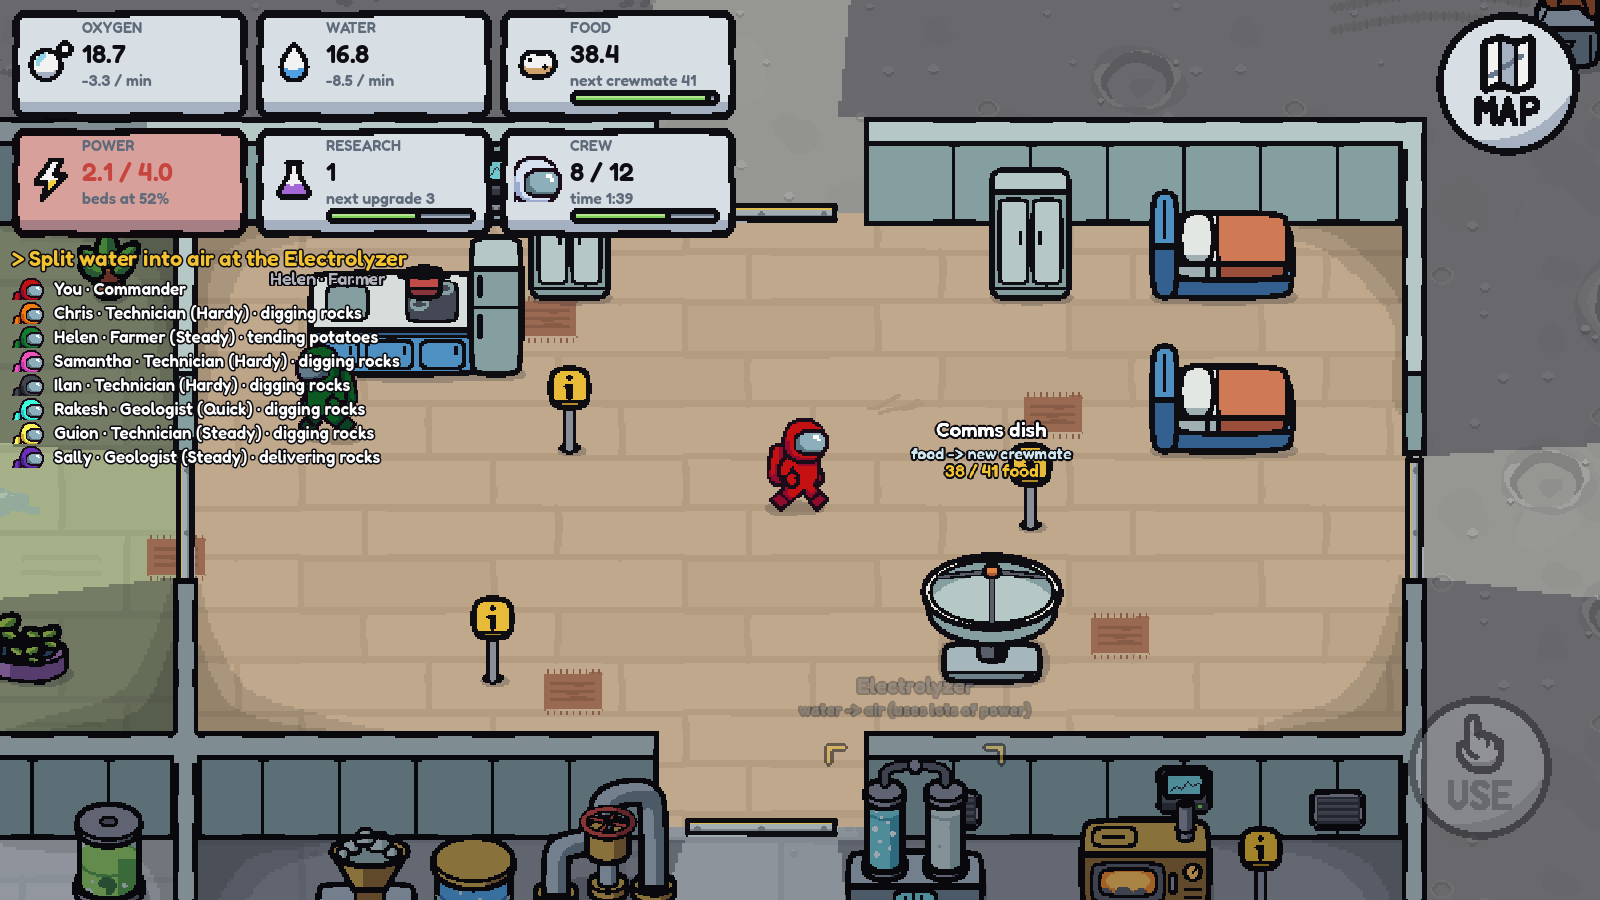 OXYGEN
18.7
-3.3 / min
WATER
16.8
-8.5 / min
FOOD
38.4
next crewmate 41
POWER
2.1 / 4.0
beds at 52%
RESEARCH
1
next upgrade 3
CREW
8 / 12
time 1:39
MAP
> Split water into air at the Electrolyzer
Helen · Farmer
You · Commander
Chris · Technician (Hardy) · digging rocks
Helen · Farmer (Steady) · tending potatoes
Samantha · Technician (Hardy) · digging rocks
Ilan · Technician (Hardy) · digging rocks
Rakesh · Geologist (Quick) · digging rocks
Guion · Technician (Steady) · digging rocks
Sally · Geologist (Steady) · delivering rocks
Comms dish
food -> new crewmate
38 / 41 food
Electrolyzer
water -> air (uses lots of power)
USE